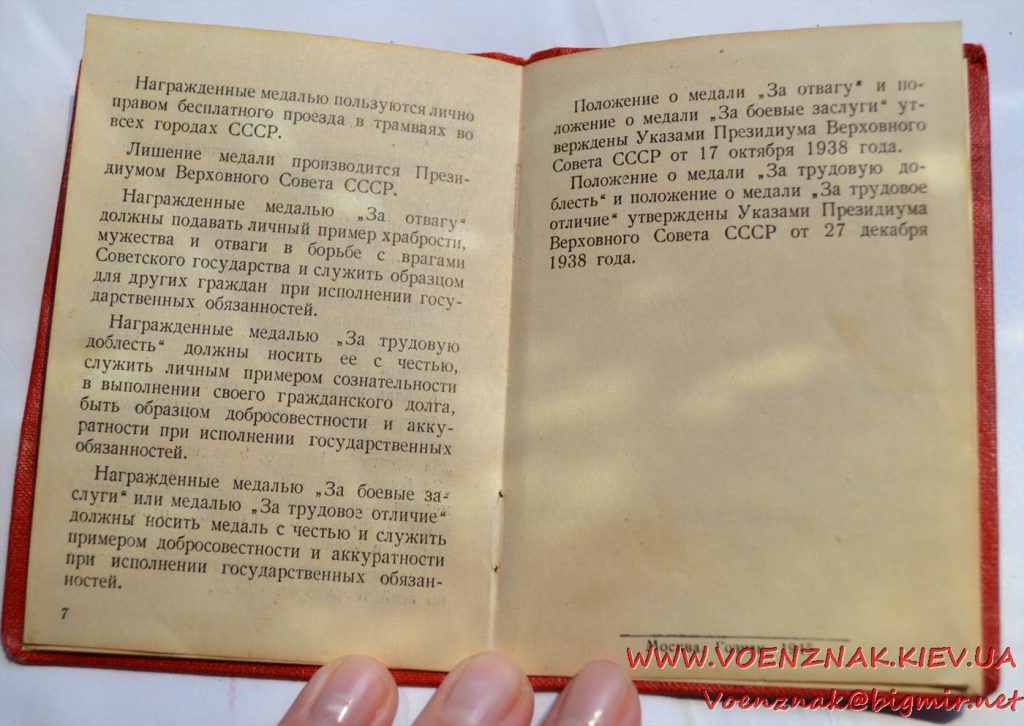 Награжденные медалью пользуются лично
правом бесплатного проезда в трамваях во
всех городах СССР.
Лишение медали производится Прези-
диумом Верховного Совета СССР.
Награжденные медалью „За отвагу“
должны подавать личный пример храбрости,
мужества и отваги в борьбе с врагами
Советского государства и служить образцом
для других граждан при исполнении госу-
дарственных обязанностей.
Награжденные медалью „За трудовую
доблесть“ должны носить ее с честью,
служить личным примером сознательности
в выполнении своего гражданского долга,
быть образцом добросовестности и акку-
ратности при исполнении государственных
обязанностей.
Награжденные медалью „За боевые за-
слуги“ или медалью „За трудовое отличие“
должны носить медаль с честью и служить
примером добросовестности и аккуратности
при исполнении государственных обязан-
ностей.
7
Положение о медали „За отвагу“ и по-
ложение о медали „За боевые заслуги“ ут-
верждены Указами Президиума Верховного
Совета СССР от 17 октября 1938 года.
Положение о медали „За трудовую до-
блесть“ и положение о медали „За трудовое
отличие“ утверждены Указами Президиума
Верховного Совета СССР от 27 декабря
1938 года.
Москва,
WWW.VOENZNAK.KIEV.UA
Voenznak@bigmir.net